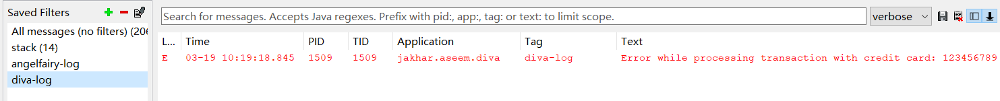 Saved Filters
All messages (no filters) (206
stack (14)
angelfairy-log
diva-log
Search for messages. Accepts Java regexes. Prefix with pid:, app:, tag: or text: to limit scope.
verbose
L... Time PID TID Application Tag Text
E 03-19 10:19:18.845 1509 1509 jakhar.aseem.diva diva-log Error while processing transaction with credit card: 123456789